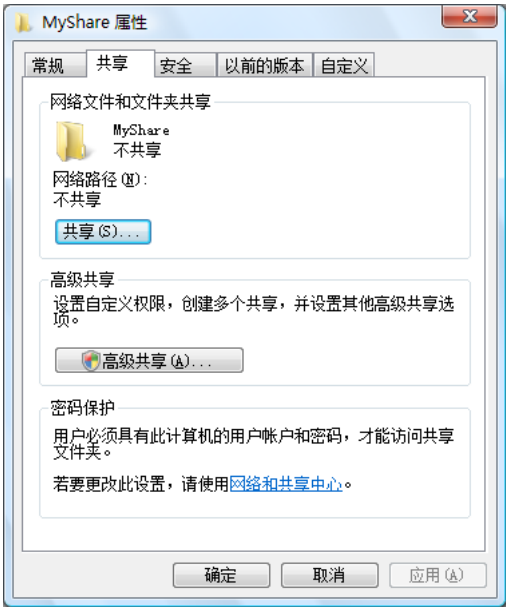 MyShare 属性
常规 共享 安全 以前的版本 自定义
网络文件和文件夹共享
MyShare
不共享
网络路径(N):
不共享
共享(S)...
高级共享
设置自定义权限，创建多个共享，并设置其他高级共享选
项。
高级共享(A)...
密码保护
用户必须具有此计算机的用户帐户和密码，才能访问共享
文件夹。
若要更改此设置，请使用网络和共享中心。
确定 取消 应用(A)